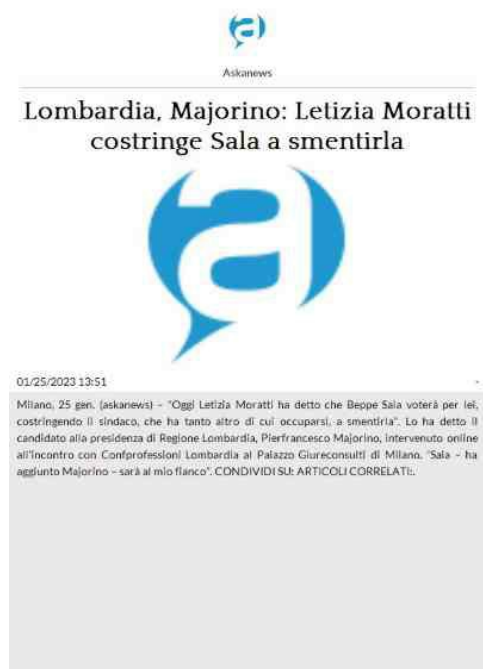 Askanews
Lombardia, Majorino: Letizia Moratti
costringe Sala a smentirla
01/25/2023 13:51
-
Milano, 25 gen. (askanews) – "Oggi Letizia Moratti ha detto che Beppe Sala voterà per lei,
costringendo il sindaco, che ha tanto altro di cui occuparsi, a smentirla". Lo ha detto il
candidato alla presidenza di Regione Lombardia, Pierfrancesco Majorino, intervenuto online
all'incontro con Confprofessioni Lombardia al Palazzo Giureconsulti di Milano. "Sala – ha
aggiunto Majorino – sarà al mio fianco". CONDIVIDI SU: ARTICOLI CORRELATI:.